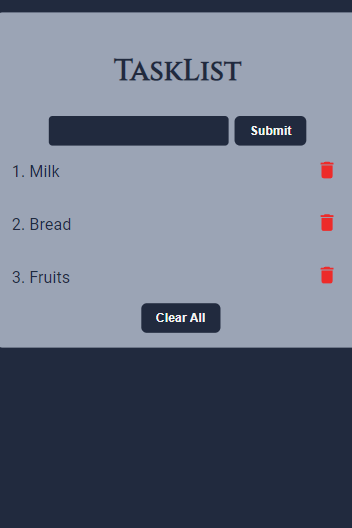 TaskList
Submit
1. Milk
2. Bread
3. Fruits
Clear All